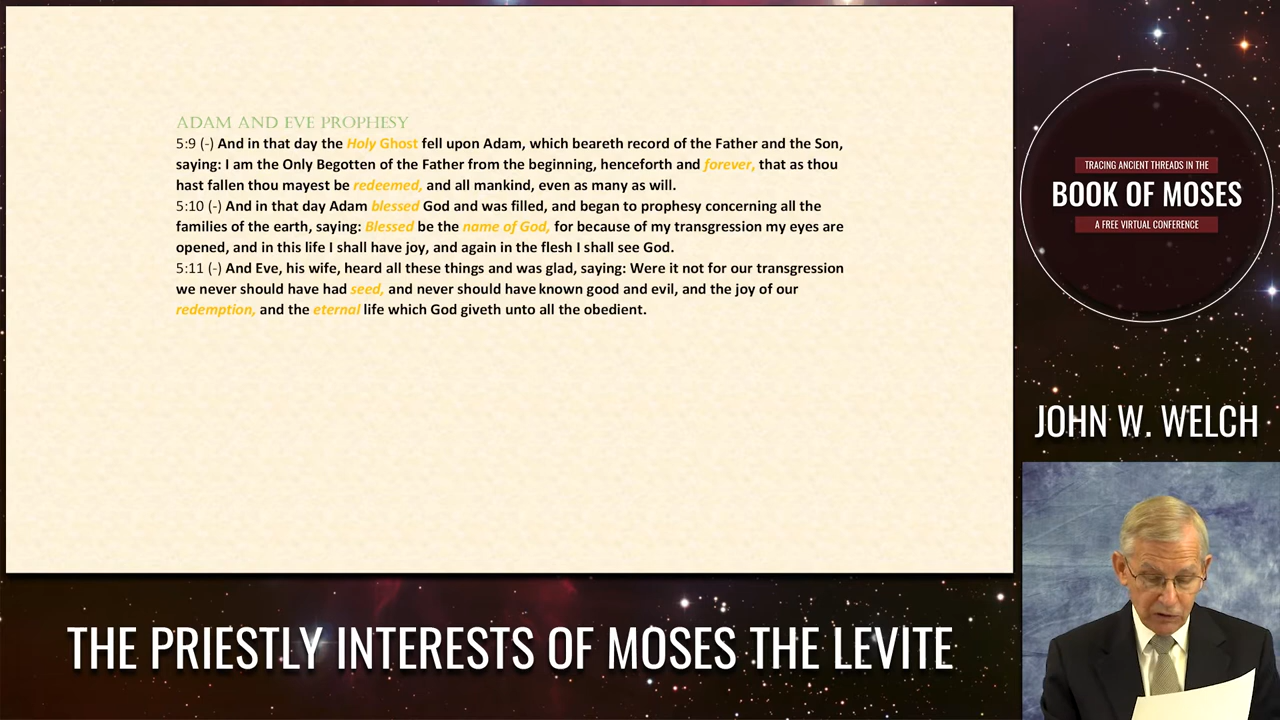 ADAM AND EVE PROPHESY
5:9 (-) And in that day the Holy Ghost fell upon Adam, which beareth record of the Father and the Son,
saying: I am the Only Begotten of the Father from the beginning, henceforth and forever, that as thou
hast fallen thou mayest be redeemed, and all mankind, even as many as will.
5:10 (-) And in that day Adam blessed God and was filled, and began to prophesy concerning all the
families of the earth, saying: Blessed be the name of God, for because of my transgression my eyes are
opened, and in this life I shall have joy, and again in the flesh I shall see God.
5:11 (-) And Eve, his wife, heard all these things and was glad, saying: Were it not for our transgression
we never should have had seed, and never should have known good and evil, and the joy of our
redemption, and the eternal life which God giveth unto all the obedient.
TRACING ANCIENT THREADS IN THE
BOOK OF MOSES
A FREE VIRTUAL CONFERENCE
JOHN W. WELCH
THE PRIESTLY INTERESTS OF MOSES THE LEVITE